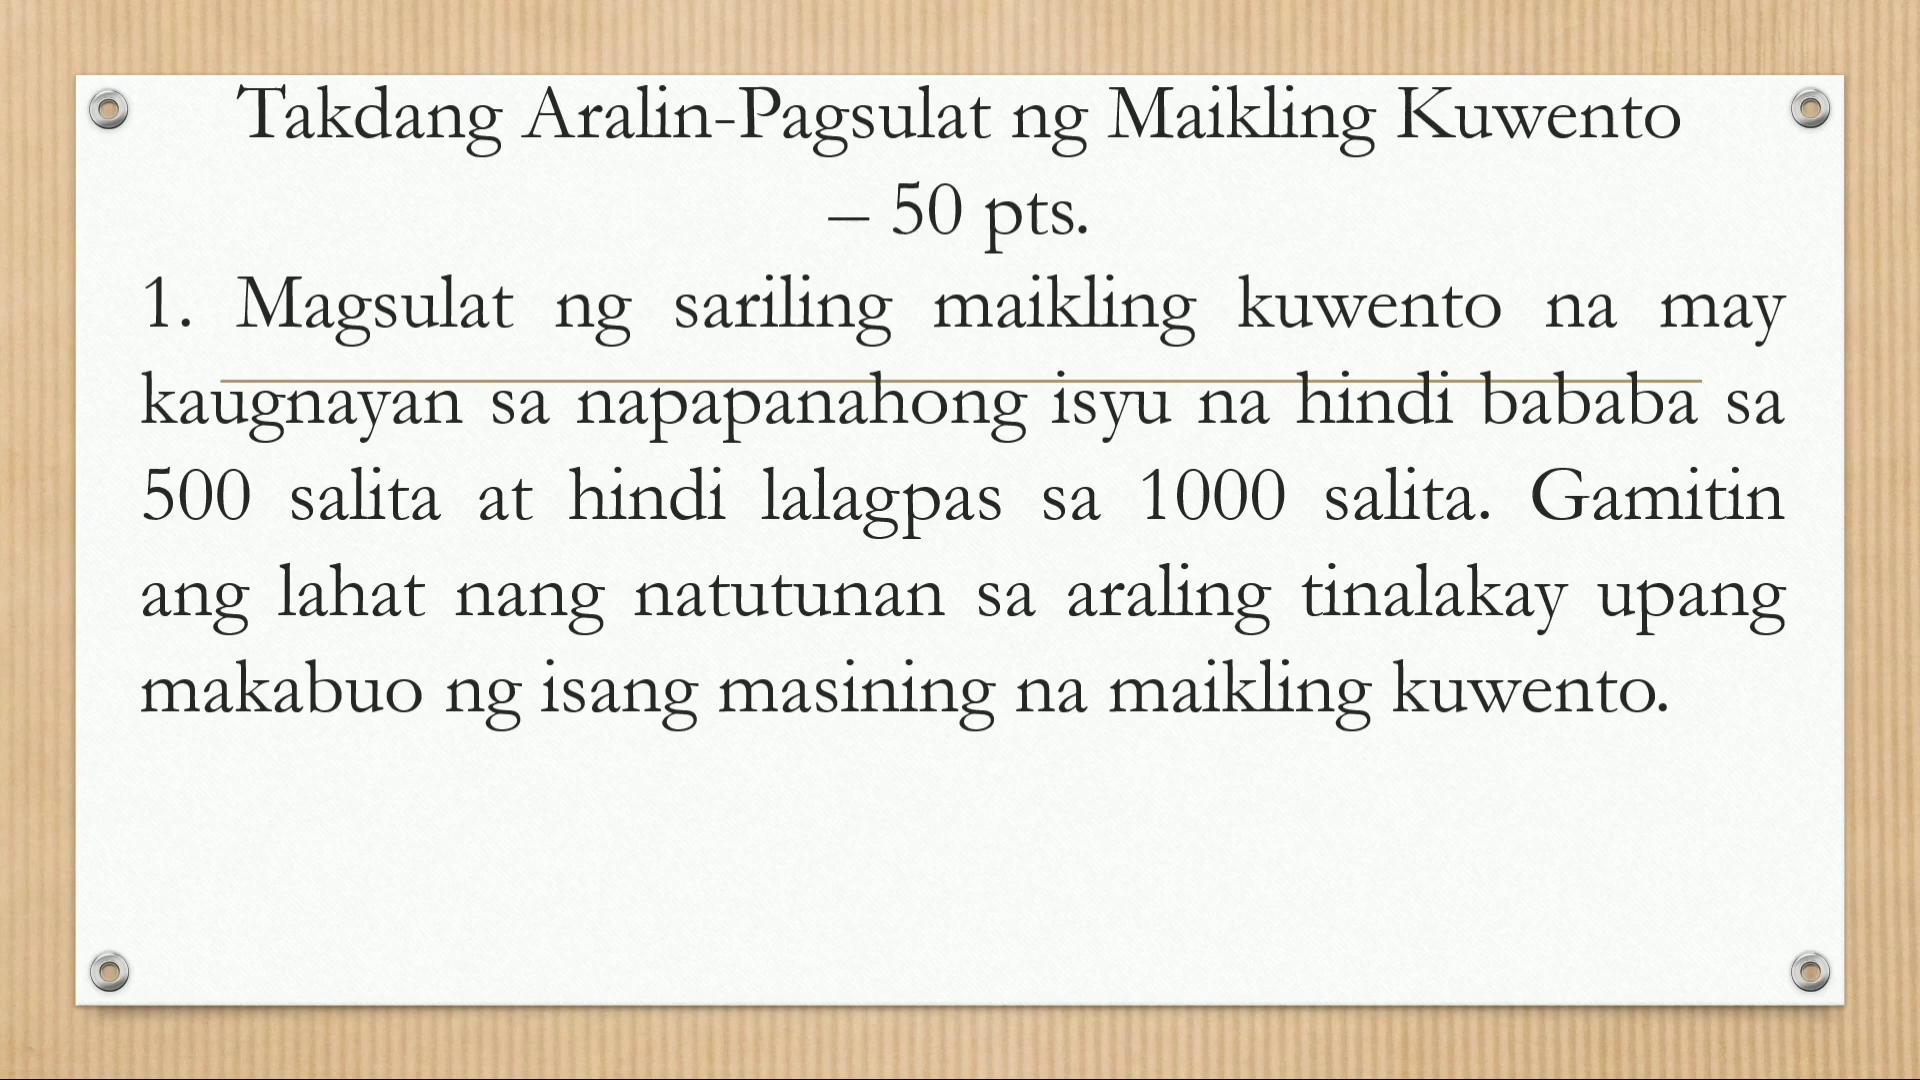 Takdang Aralin-Pagsulat ng Maikling Kuwento
– 50 pts.
1. Magsulat ng sariling maikling kuwento na may
kaugnayan sa napapanahong isyu na hindi bababa sa
500 salita at hindi lalagpas sa 1000 salita. Gamitin
ang lahat nang natutunan sa araling tinalakay upang
makabuo ng isang masining na maikling kuwento.